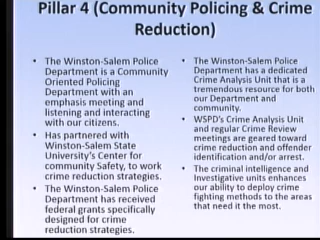 Pillar 4 (Community Policing & Crime
Reduction)
• The Winston-Salem Police
Department is a Community
Oriented Policing
Department with an
emphasis meeting and
listening and interacting
with our citizens.
• Has partnered with
Winston-Salem State
University's Center for
community Safety, to work
crime reduction strategies.
• The Winston-Salem Police
Department has received
federal grants specifically
designed for crime
reduction strategies.
• The Winston-Salem Police
Department has a dedicated
Crime Analysis Unit that is a
tremendous resource for both
our Department and
community.
• WSPD's Crime Analysis Unit
and regular Crime Review
meetings are geared toward
crime reduction and offender
identification and/or arrest.
• The criminal intelligence and
Investigative units enhances
our ability to deploy crime
fighting methods to the areas
that need it the most.